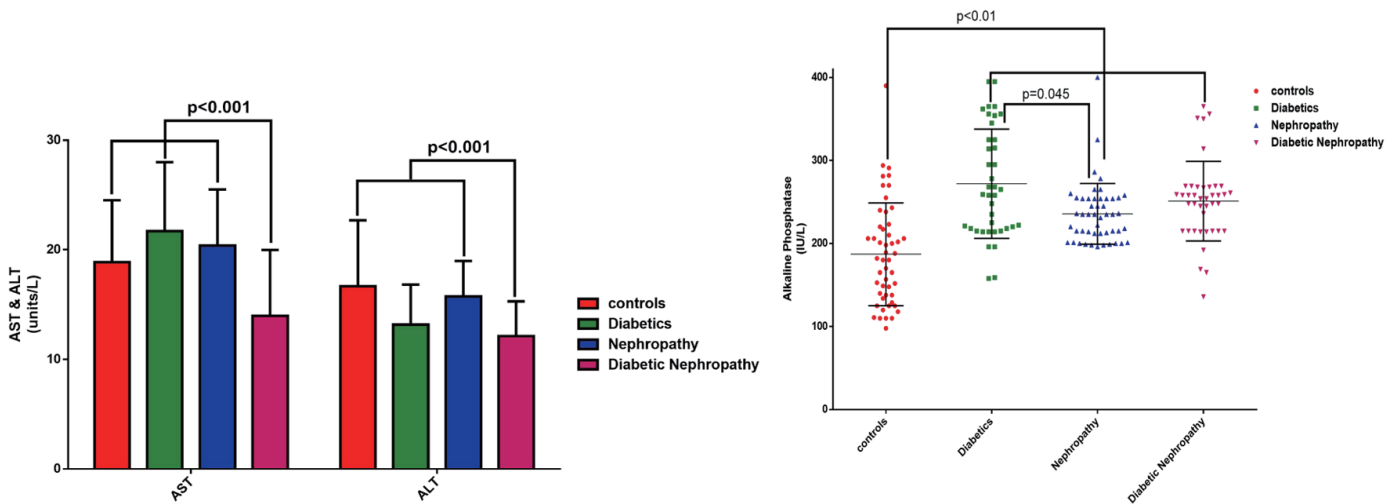 p<0.001
p<0.001
30
20
10
0
AST & ALT
(units/L)
AST
ALT
controls
Diabetics
Nephropathy
Diabetic Nephropathy
p<0.01
p=0.045
400
300
200
100
0
Alkaline Phosphatase
(IU/L)
controls
Diabetics
Nephropathy
Diabetic Nephropathy
controls
Diabetics
Nephropathy
Diabetic Nephropathy